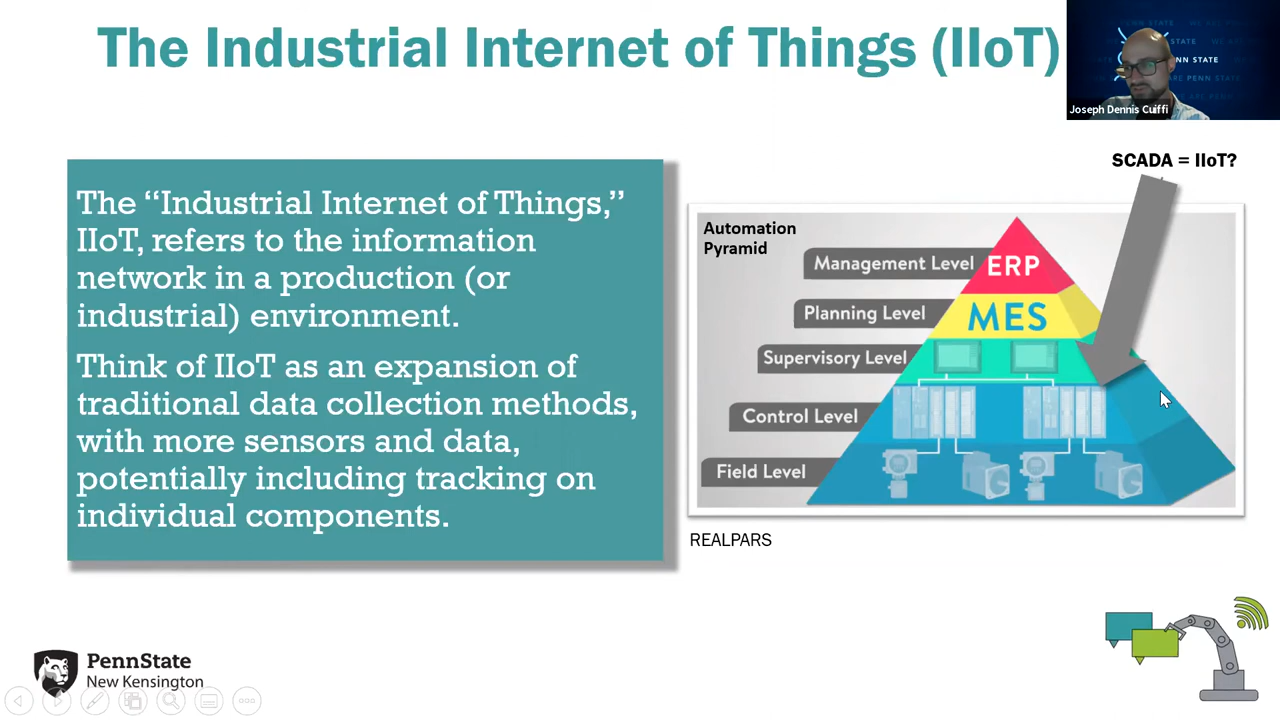 The Industrial Internet of Things (IIoT)
Joseph Dennis Cuiffi
The “Industrial Internet of Things,”
IIoT, refers to the information
network in a production (or
industrial) environment.
Think of IIoT as an expansion of
traditional data collection methods,
with more sensors and data,
potentially including tracking on
individual components.
SCADA = IIoT?
Automation
Pyramid
Management Level
ERP
Planning Level
MES
Supervisory Level
Control Level
Field Level
REALPARS
PennState
New Kensington